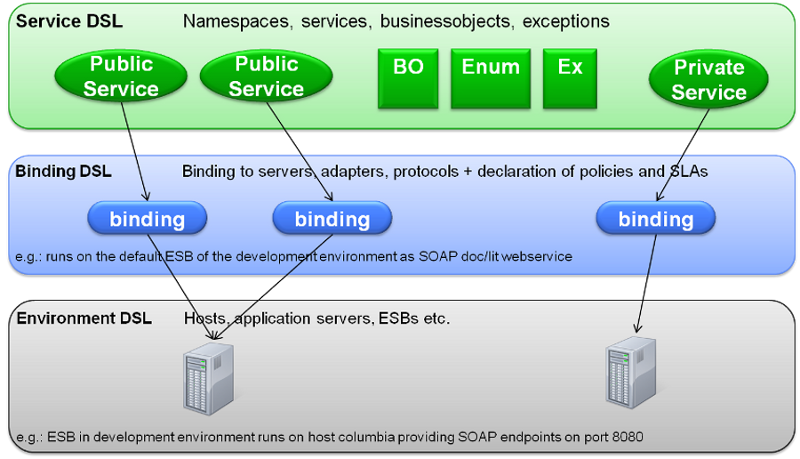 Service DSL Namespaces, services, businessobjects, exceptions
Public
Service
Public
Service
BO
Enum
Ex
Private
Service
Binding DSL Binding to servers, adapters, protocols + declaration of policies and SLAs
binding
binding
binding
e.g.: runs on the default ESB of the development environment as SOAP doc/lit webservice
Environment DSL Hosts, application servers, ESBs etc.
e.g.: ESB in development environment runs on host columbia providing SOAP endpoints on port 8080